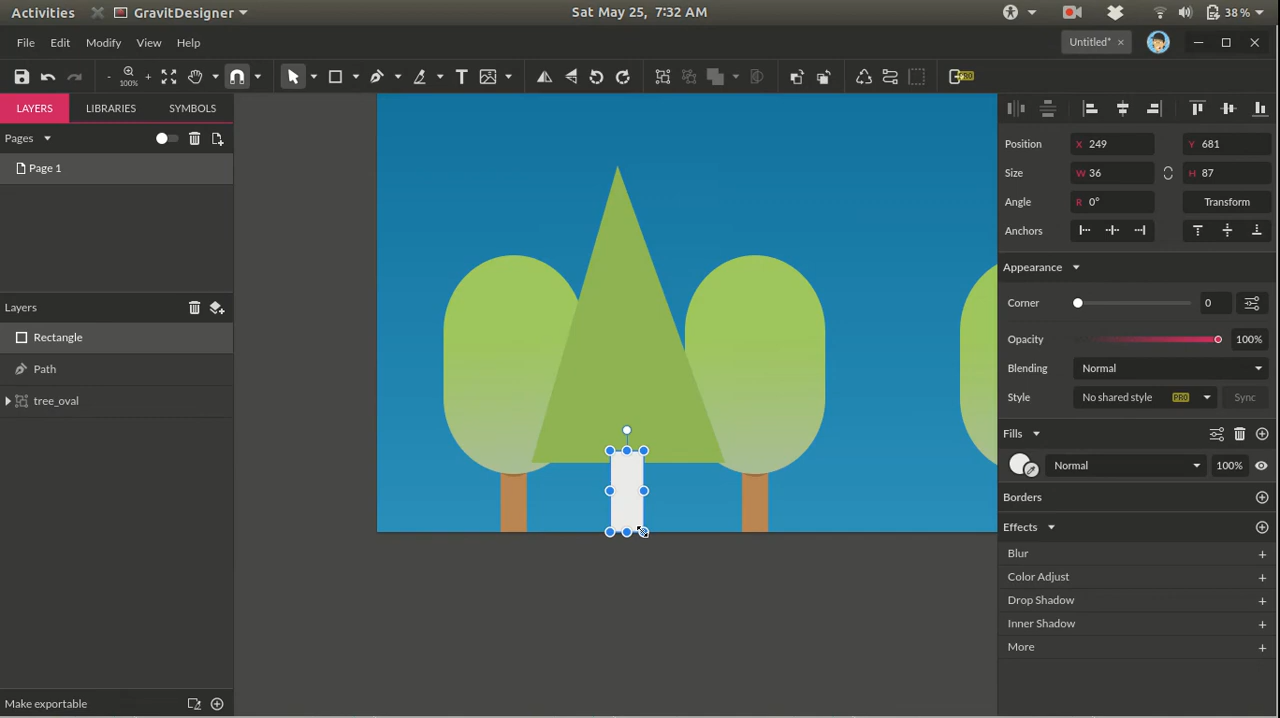 Activities GravitDesigner Sat May 25, 7:32 AM 38 %
File Edit Modify View Help Untitled*
- 100% + T PRO
LAYERS LIBRARIES SYMBOLS
Pages
Page 1
Layers
Rectangle
Path
tree_oval
Make exportable
Position X 249 Y 681
Size W 36 H 87
Angle R 0° Transform
Anchors
Appearance
Corner 0
Opacity 100%
Blending Normal
Style No shared style PRO Sync
Fills
Normal 100%
Borders
Effects
Blur
Color Adjust
Drop Shadow
Inner Shadow
More